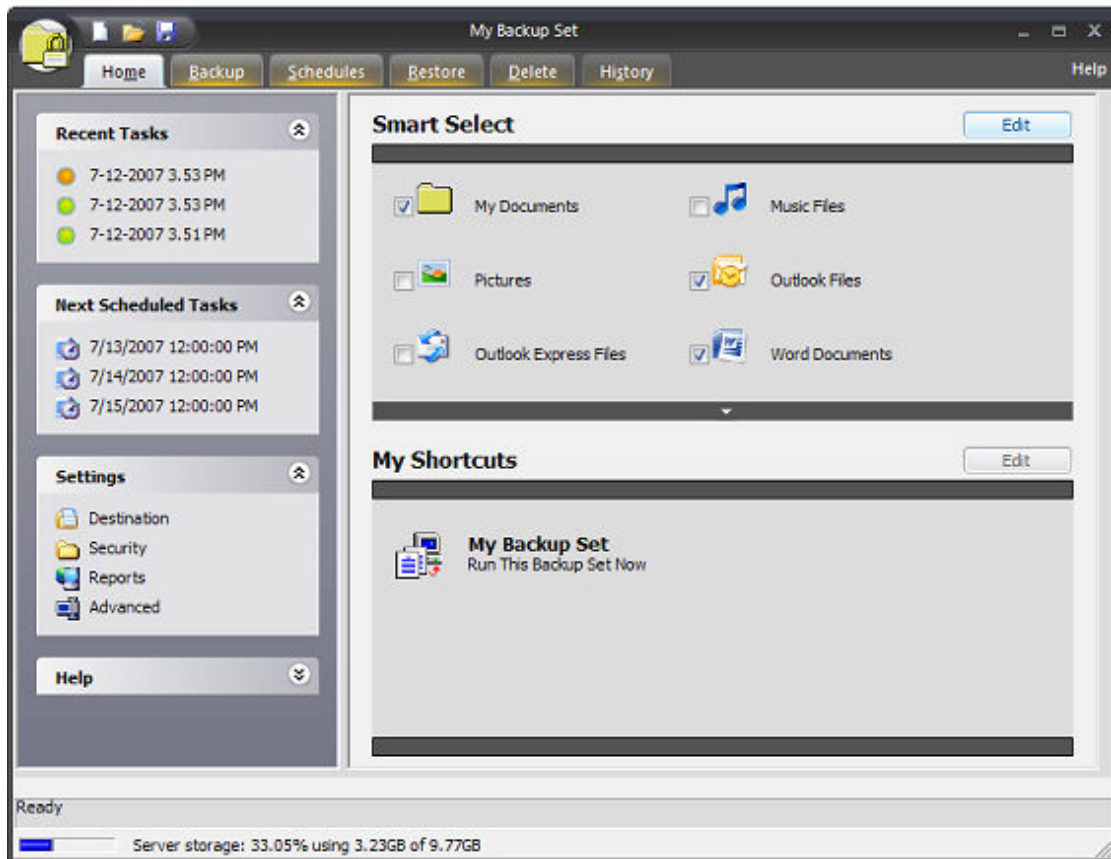 My Backup Set
Home Backup Schedules Restore Delete History Help
Recent Tasks
7-12-2007 3.53 PM
7-12-2007 3.53 PM
7-12-2007 3.51 PM
Next Scheduled Tasks
7/13/2007 12:00:00 PM
7/14/2007 12:00:00 PM
7/15/2007 12:00:00 PM
Settings
Destination
Security
Reports
Advanced
Help
Smart Select Edit
My Documents Music Files
Pictures Outlook Files
Outlook Express Files Word Documents
My Shortcuts Edit
My Backup Set
Run This Backup Set Now
Ready
Server storage: 33.05% using 3.23GB of 9.77GB